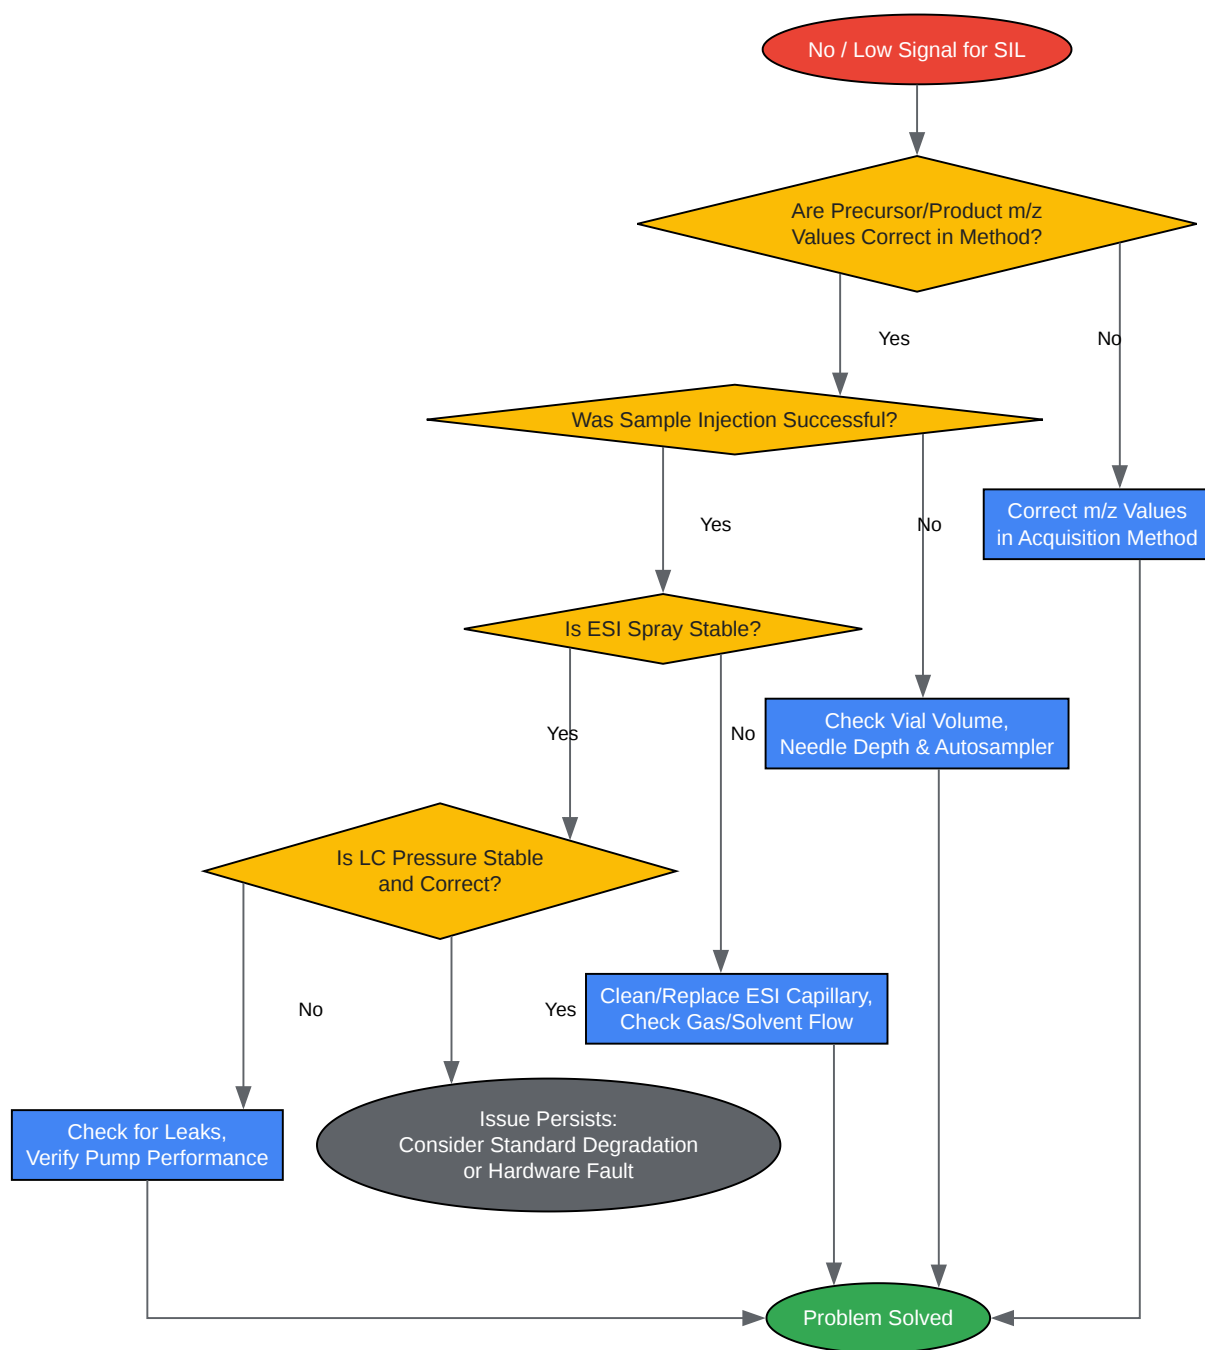 No / Low Signal for SIL
Are Precursor/Product m/z
Values Correct in Method?
Yes
No
Was Sample Injection Successful?
Yes
No
Correct m/z Values
in Acquisition Method
Is ESI Spray Stable?
Yes
No
Check Vial Volume,
Needle Depth & Autosampler
Is LC Pressure Stable
and Correct?
No
Yes
Clean/Replace ESI Capillary,
Check Gas/Solvent Flow
Check for Leaks,
Verify Pump Performance
Issue Persists:
Consider Standard Degradation
or Hardware Fault
Problem Solved